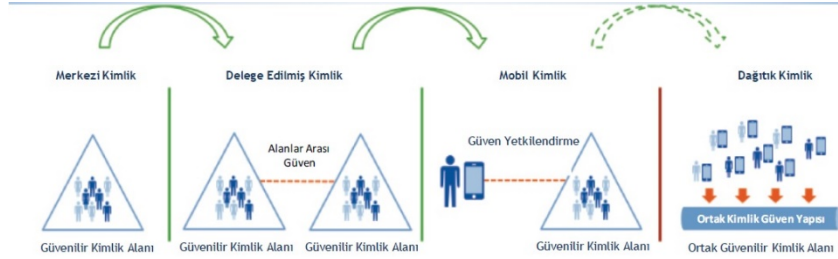 Merkezi Kimlik
Delege Edilmiş Kimlik
Mobil Kimlik
Dağıtık Kimlik
Alanlar Arası
Güven
Güven Yetkilendirme
Ortak Kimlik Güven Yapısı
Güvenilir Kimlik Alanı
Güvenilir Kimlik Alanı
Güvenilir Kimlik Alanı
Güvenilir Kimlik Alanı
Ortak Güvenilir Kimlik Alanı